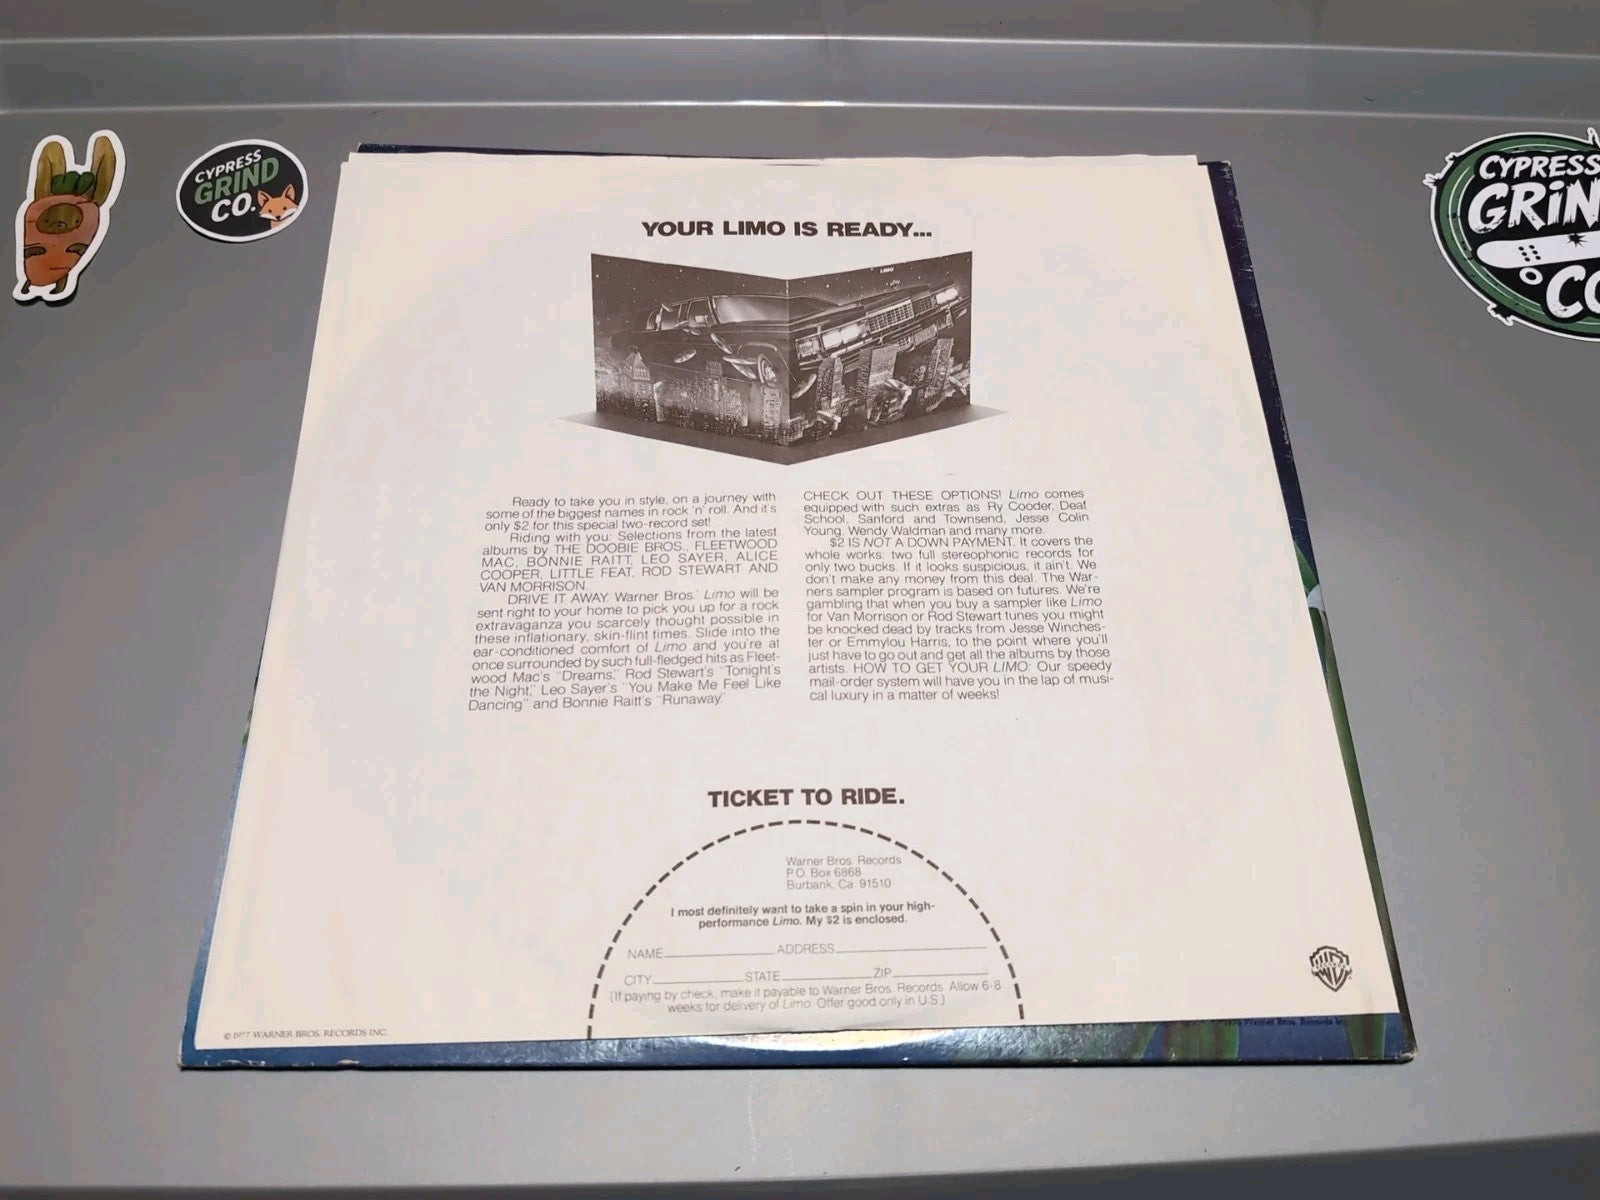 CYPRESS
GRIND
CO.
CYPRESS
GRIN
CO
YOUR LIMO IS READY...
LIMO
Ready to take you in style, on a journey with
some of the biggest names in rock 'n' roll. And it's
only $2 for this special two-record set!
Riding with you: Selections from the latest
albums by THE DOOBIE BROS., FLEETWOOD
MAC, BONNIE RAITT, LEO SAYER, ALICE
COOPER, LITTLE FEAT, ROD STEWART AND
VAN MORRISON.
DRIVE IT AWAY. Warner Bros.' Limo will be
sent right to your home to pick you up for a rock
extravaganza you scarcely thought possible in
these inflationary, skin-flint times. Slide into the
ear-conditioned comfort of Limo and you're at
once surrounded by such full-fledged hits as Fleet-
wood Mac's "Dreams," Rod Stewart's "Tonight's
the Night," Leo Sayer's "You Make Me Feel Like
Dancing" and Bonnie Raitt's "Runaway."
CHECK OUT THESE OPTIONS! Limo comes
equipped with such extras as Ry Cooder, Deaf
School, Sanford and Townsend, Jesse Colin
Young, Wendy Waldman and many more.
$2 IS NOT A DOWN PAYMENT. It covers the
whole works: two full stereophonic records for
only two bucks. If it looks suspicious, it ain't. We
don't make any money from this deal. The War-
ners sampler program is based on futures. We're
gambling that when you buy a sampler like Limo
for Van Morrison or Rod Stewart tunes you might
be knocked dead by tracks from Jesse Winches-
ter or Emmylou Harris, to the point where you'll
just have to go out and get all the albums by those
artists. HOW TO GET YOUR LIMO: Our speedy
mail-order system will have you in the lap of musi-
cal luxury in a matter of weeks!
TICKET TO RIDE.
Warner Bros. Records
P.O. Box 6868
Burbank, Ca. 91510
I most definitely want to take a spin in your high-
performance Limo. My $2 is enclosed.
NAME ADDRESS
CITY STATE ZIP
(If paying by check, make it payable to Warner Bros. Records. Allow 6-8
weeks for delivery of Limo. Offer good only in U.S.)
© 1977 WARNER BROS. RECORDS INC.
RECORDS
1976 Warner Bros. Records